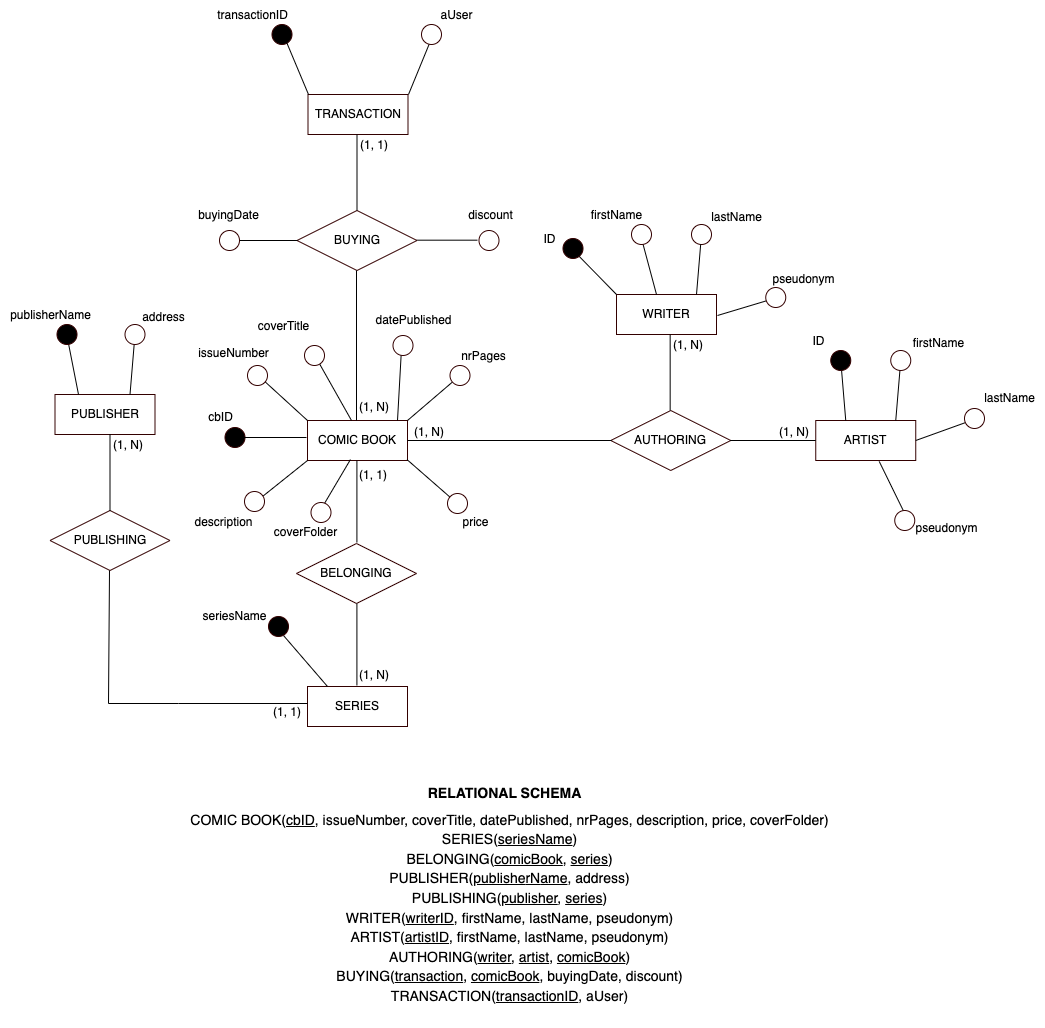 transactionID
aUser
TRANSACTION
(1, 1)
buyingDate
BUYING
discount
firstName
lastName
ID
pseudonym
WRITER
(1, N)
publisherName
address
PUBLISHER
(1, N)
coverTitle
datePublished
issueNumber
nrPages
cbID
(1, N)
COMIC BOOK
(1, N)
(1, 1)
description
coverFolder
price
AUTHORING
ID
firstName
lastName
(1, N)
ARTIST
pseudonym
PUBLISHING
BELONGING
seriesName
(1, N)
(1, 1)
SERIES
RELATIONAL SCHEMA
COMIC BOOK(cbID, issueNumber, coverTitle, datePublished, nrPages, description, price, coverFolder)
SERIES(seriesName)
BELONGING(comicBook, series)
PUBLISHER(publisherName, address)
PUBLISHING(publisher, series)
WRITER(writerID, firstName, lastName, pseudonym)
ARTIST(artistID, firstName, lastName, pseudonym)
AUTHORING(writer, artist, comicBook)
BUYING(transaction, comicBook, buyingDate, discount)
TRANSACTION(transactionID, aUser)